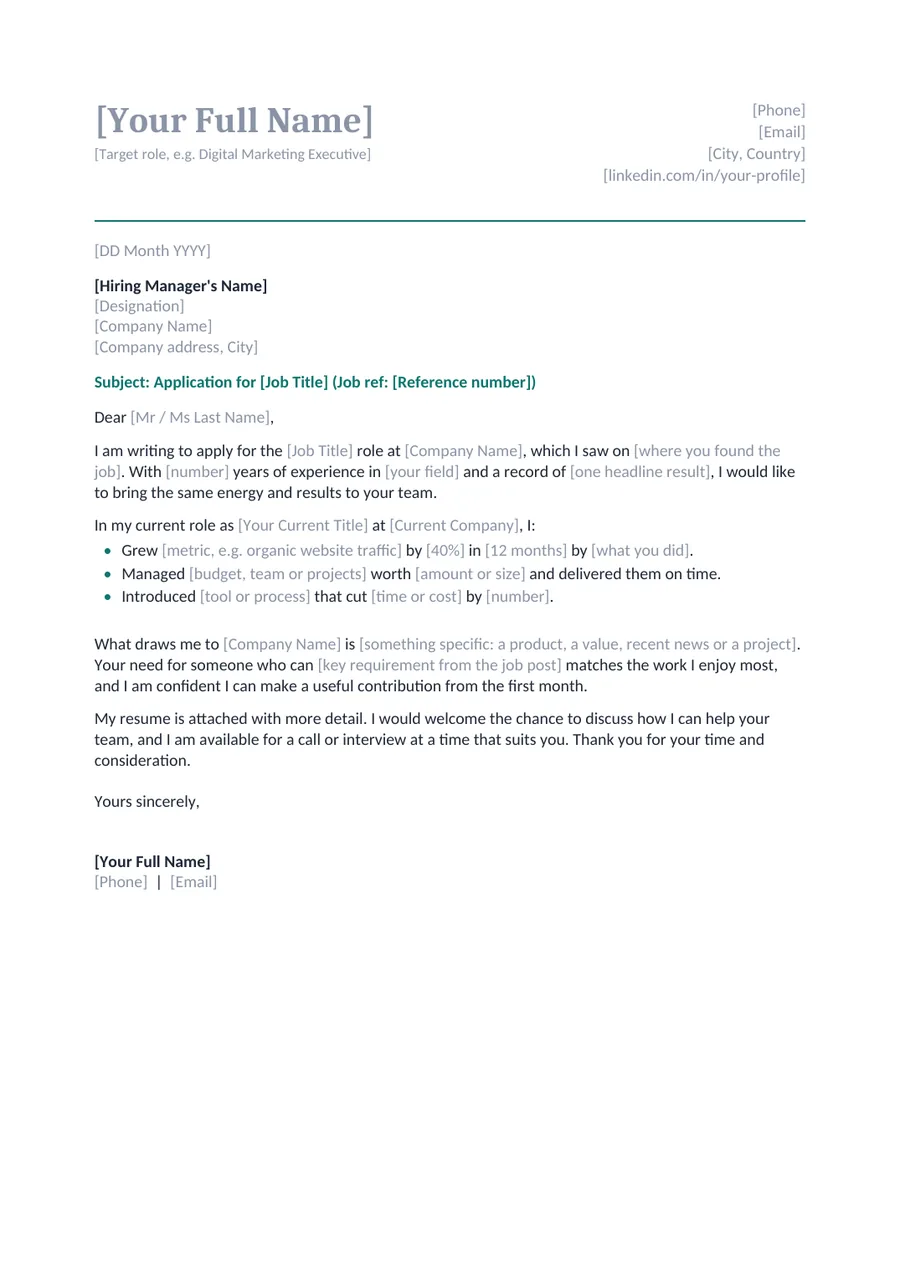 [Your Full Name]
[Target role, e.g. Digital Marketing Executive]
[Phone]
[Email]
[City, Country]
[linkedin.com/in/your-profile]
[DD Month YYYY]
[Hiring Manager's Name]
[Designation]
[Company Name]
[Company address, City]
Subject: Application for [Job Title] (Job ref: [Reference number])
Dear [Mr / Ms Last Name],
I am writing to apply for the [Job Title] role at [Company Name], which I saw on [where you found the
job]. With [number] years of experience in [your field] and a record of [one headline result], I would like
to bring the same energy and results to your team.
In my current role as [Your Current Title] at [Current Company], I:
• Grew [metric, e.g. organic website traffic] by [40%] in [12 months] by [what you did].
• Managed [budget, team or projects] worth [amount or size] and delivered them on time.
• Introduced [tool or process] that cut [time or cost] by [number].
What draws me to [Company Name] is [something specific: a product, a value, recent news or a project].
Your need for someone who can [key requirement from the job post] matches the work I enjoy most,
and I am confident I can make a useful contribution from the first month.
My resume is attached with more detail. I would welcome the chance to discuss how I can help your
team, and I am available for a call or interview at a time that suits you. Thank you for your time and
consideration.
Yours sincerely,
[Your Full Name]
[Phone] | [Email]